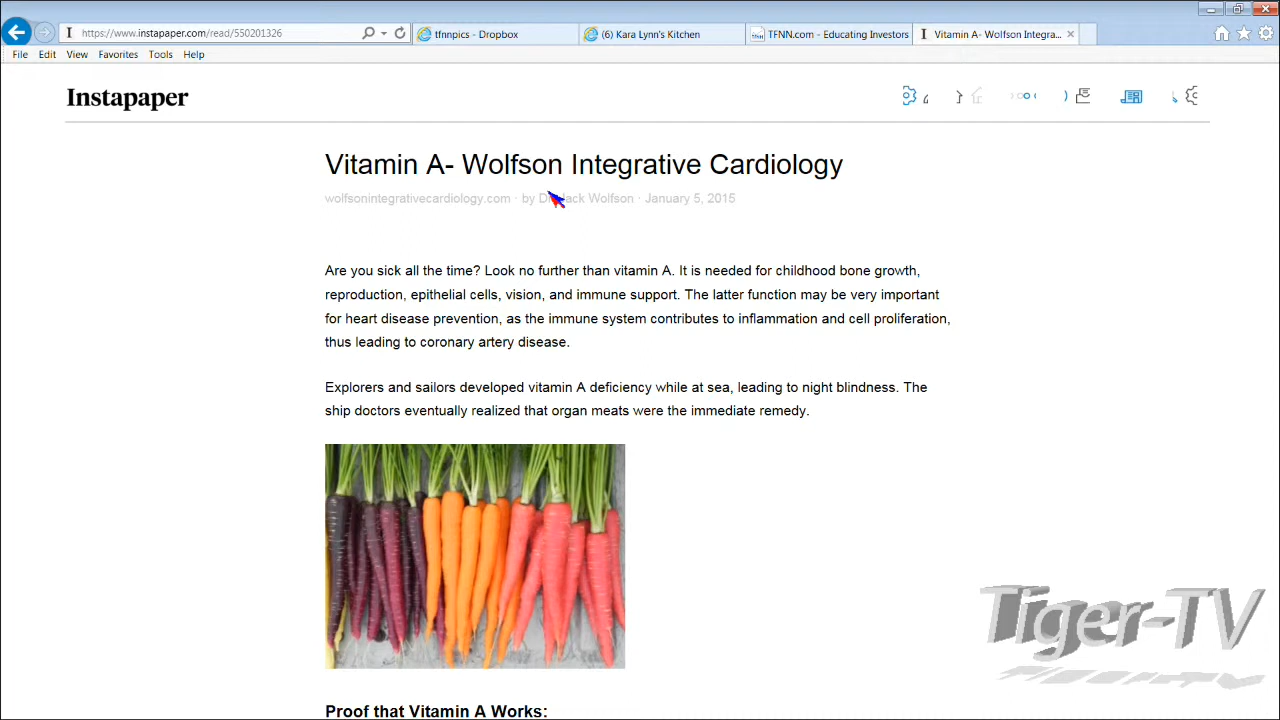 https://www.instapaper.com/read/550201326
tfnnpics - Dropbox
(6) Kara Lynn's Kitchen
TFNN.com - Educating Investors
Vitamin A- Wolfson Integra...
File Edit View Favorites Tools Help
Instapaper
Vitamin A- Wolfson Integrative Cardiology
wolfsonintegrativecardiology.com · by Dr. Jack Wolfson · January 5, 2015
Are you sick all the time? Look no further than vitamin A. It is needed for childhood bone growth,
reproduction, epithelial cells, vision, and immune support. The latter function may be very important
for heart disease prevention, as the immune system contributes to inflammation and cell proliferation,
thus leading to coronary artery disease.
Explorers and sailors developed vitamin A deficiency while at sea, leading to night blindness. The
ship doctors eventually realized that organ meats were the immediate remedy.
Tiger-TV
Proof that Vitamin A Works: